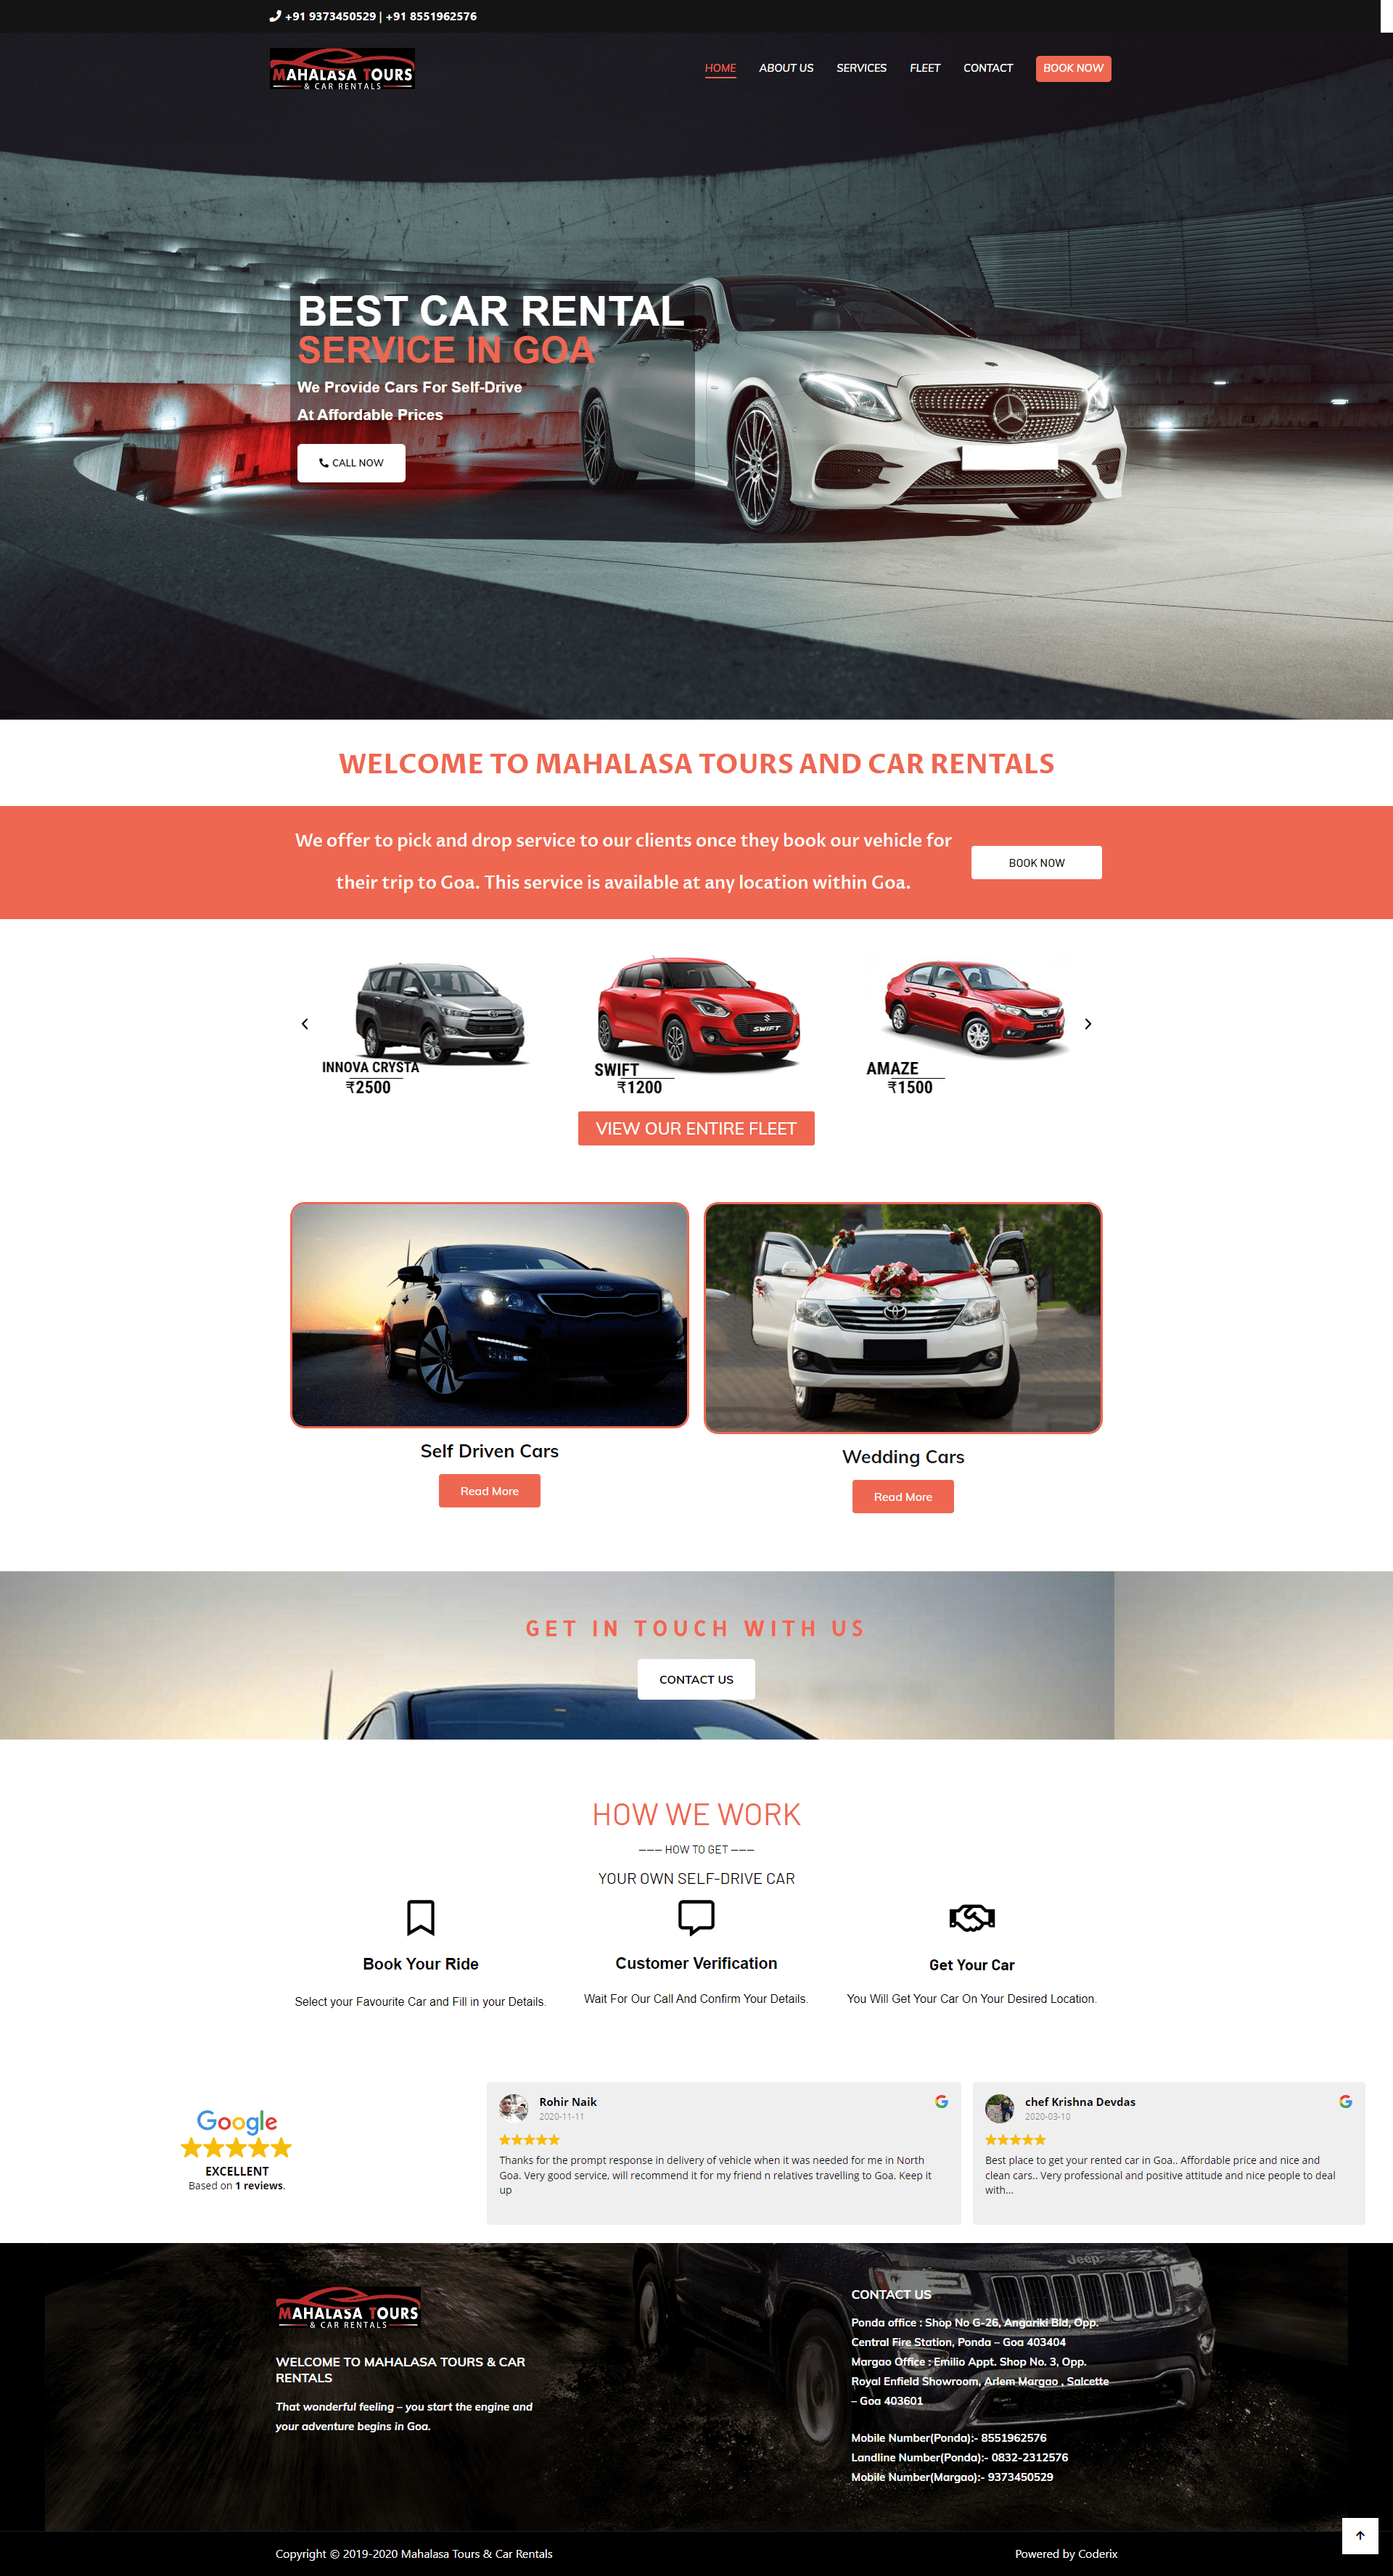 +91 9373450529 | +91 8551962576
MAHALASA TOURS
& CAR RENTALS
HOME
ABOUT US
SERVICES
FLEET
CONTACT
BOOK NOW
BEST CAR RENTAL
SERVICE IN GOA
We Provide Cars For Self-Drive
At Affordable Prices
CALL NOW
WELCOME TO MAHALASA TOURS AND CAR RENTALS
We offer to pick and drop service to our clients once they book our vehicle for
their trip to Goa. This service is available at any location within Goa.
BOOK NOW
SWIFT
INNOVA CRYSTA
₹2500
SWIFT
₹1200
AMAZE
₹1500
VIEW OUR ENTIRE FLEET
Self Driven Cars
Read More
Wedding Cars
Read More
GET IN TOUCH WITH US
CONTACT US
HOW WE WORK
——– HOW TO GET ——–
YOUR OWN SELF-DRIVE CAR
Book Your Ride
Select your Favourite Car and Fill in your Details.
Customer Verification
Wait For Our Call And Confirm Your Details.
Get Your Car
You Will Get Your Car On Your Desired Location.
Google
EXCELLENT
Based on 1 reviews.
Rohir Naik
2020-11-11
Thanks for the prompt response in delivery of vehicle when it was needed for me in North
Goa. Very good service, will recommend it for my friend n relatives travelling to Goa. Keep it
up
chef Krishna Devdas
2020-03-10
Best place to get your rented car in Goa.. Affordable price and nice and
clean cars.. Very professional and positive attitude and nice people to deal
with...
Jeep
MAHALASA TOURS
& CAR RENTALS
WELCOME TO MAHALASA TOURS & CAR
RENTALS
That wonderful feeling – you start the engine and
your adventure begins in Goa.
CONTACT US
Ponda office : Shop No G-26, Angariki Bld, Opp.
Central Fire Station, Ponda – Goa 403404
Margao Office : Emilio Appt. Shop No. 3, Opp.
Royal Enfield Showroom, Arlem Margao , Salcette
– Goa 403601
Mobile Number(Ponda):- 8551962576
Landline Number(Ponda):- 0832-2312576
Mobile Number(Margao):- 9373450529
Copyright © 2019-2020 Mahalasa Tours & Car Rentals
Powered by Coderix